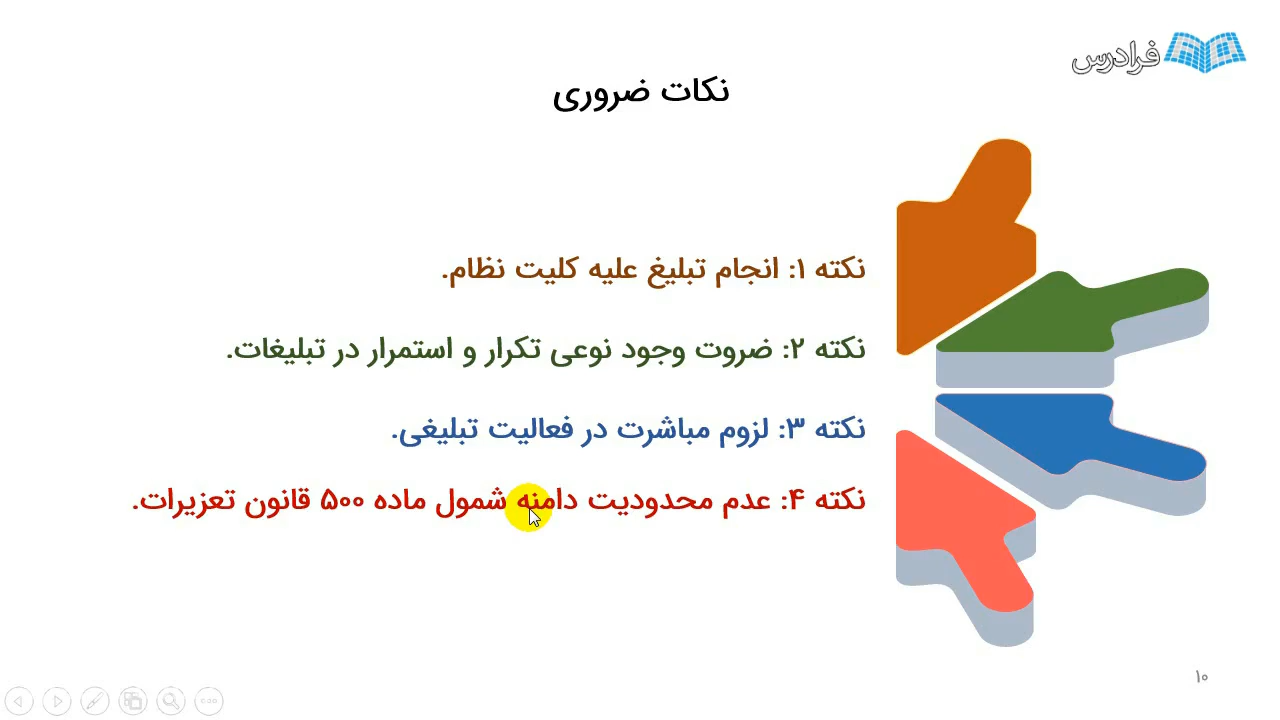 فرادرس
نکات ضروری
نکته ۱: انجام تبلیغ علیه کلیت نظام.
نکته ۲: ضروت وجود نوعی تکرار و استمرار در تبلیغات.
نکته ۳: لزوم مباشرت در فعالیت تبلیغی.
نکته ۴: عدم محدودیت دامنه شمول ماده ۵۰۰ قانون تعزیرات.
۱۰